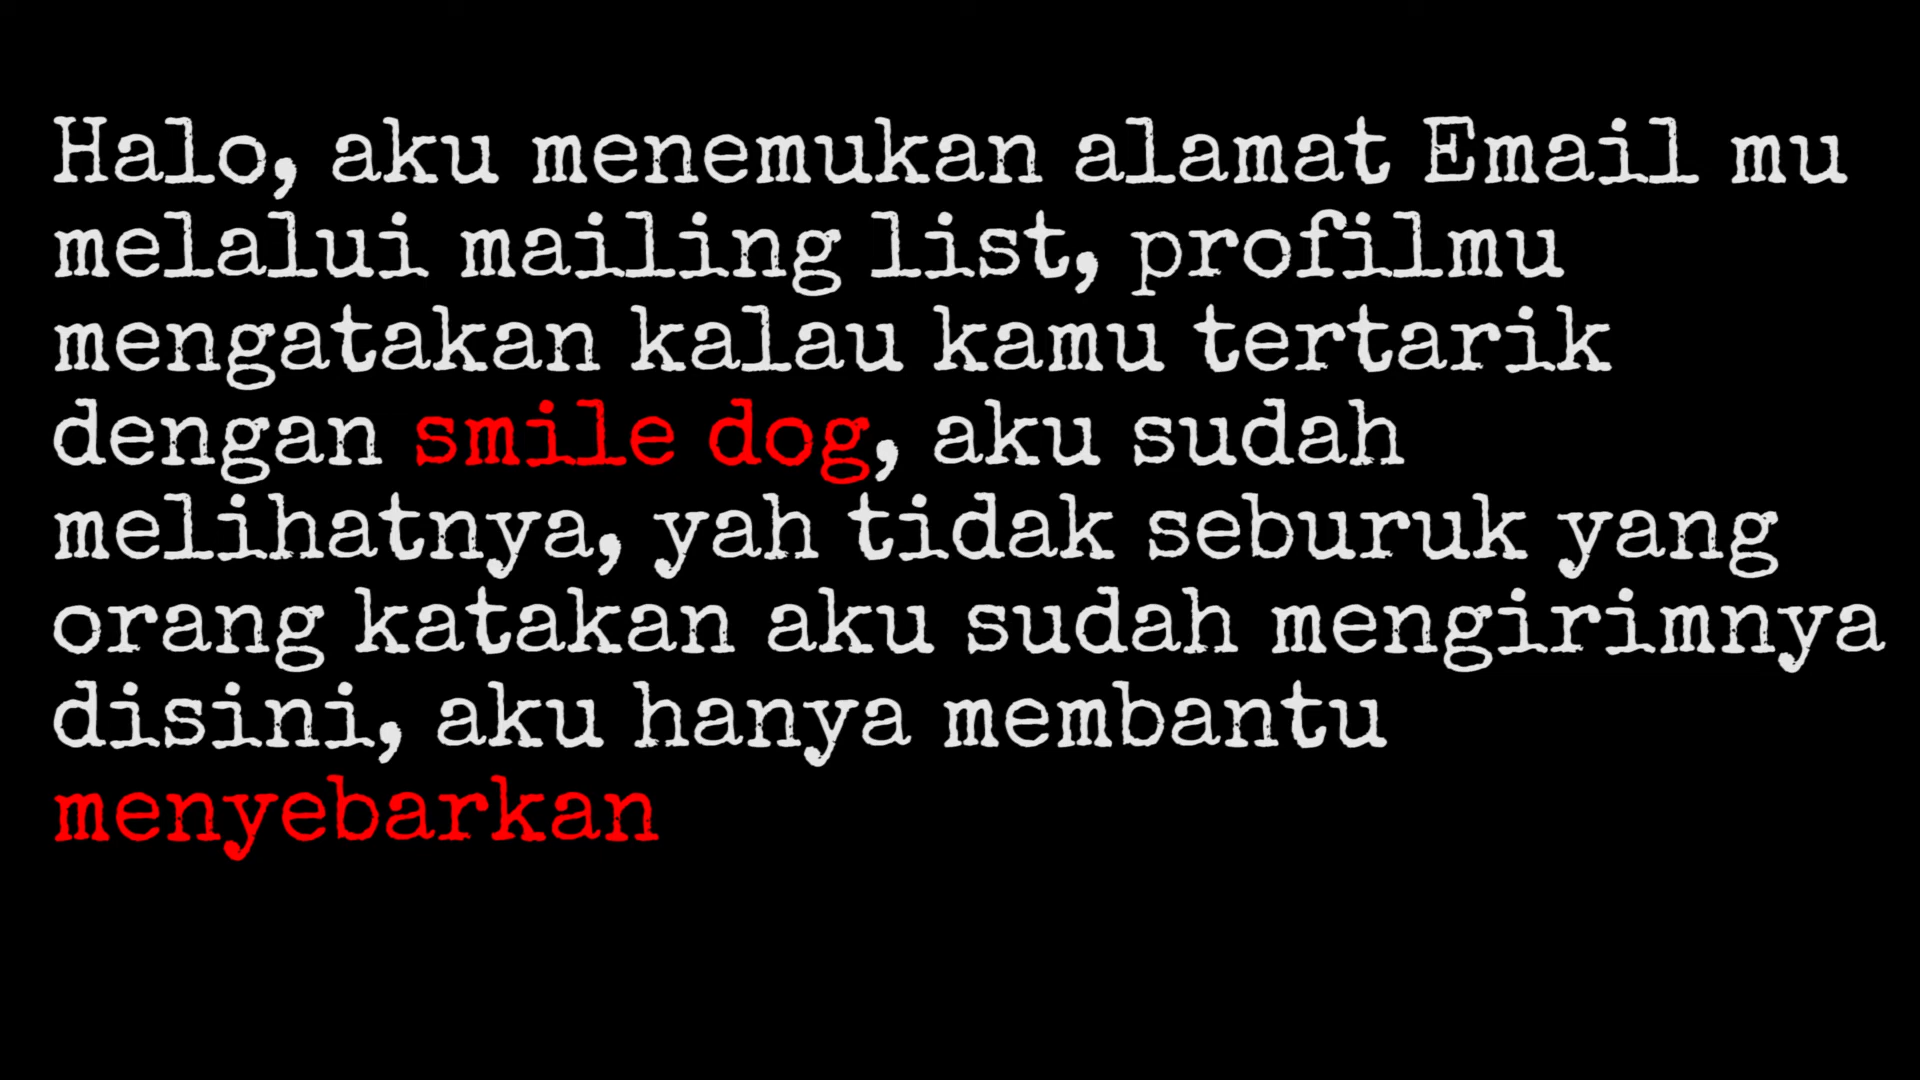 Halo, aku menemukan alamat Email mu
melalui mailing list, profilmu
mengatakan kalau kamu tertarik
dengan smile dog, aku sudah
melihatnya, yah tidak seburuk yang
orang katakan aku sudah mengirimnya
disini, aku hanya membantu
menyebarkan